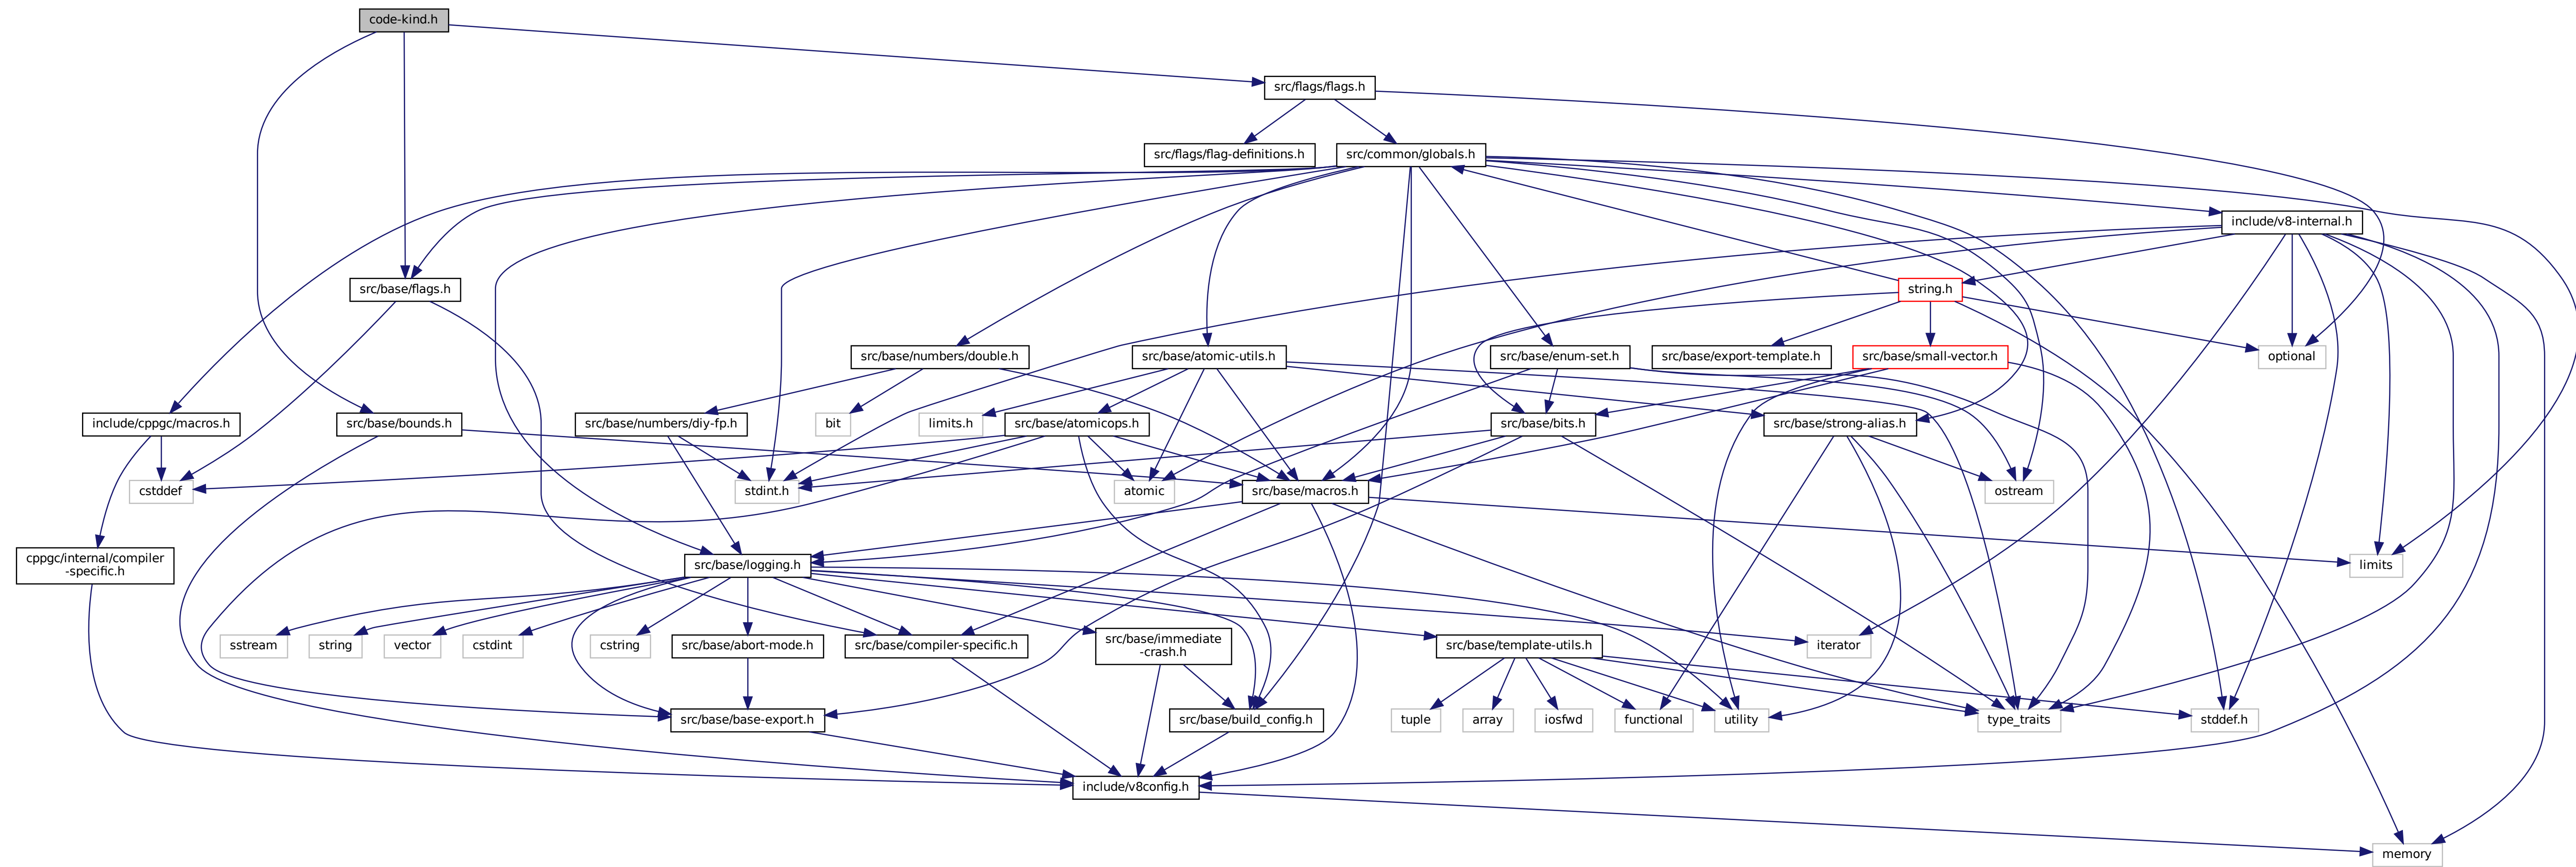 code-kind.h
src/flags/flags.h
src/flags/flag-definitions.h
src/common/globals.h
include/v8-internal.h
src/base/flags.h
string.h
src/base/numbers/double.h
src/base/atomic-utils.h
src/base/enum-set.h
src/base/export-template.h
src/base/small-vector.h
optional
include/cppgc/macros.h
src/base/bounds.h
src/base/numbers/diy-fp.h
bit
limits.h
src/base/atomicops.h
src/base/bits.h
src/base/strong-alias.h
cstddef
stdint.h
atomic
src/base/macros.h
ostream
cppgc/internal/compiler
-specific.h
src/base/logging.h
limits
sstream
string
vector
cstdint
cstring
src/base/abort-mode.h
src/base/compiler-specific.h
src/base/immediate
-crash.h
src/base/template-utils.h
iterator
src/base/base-export.h
src/base/build_config.h
tuple
array
iosfwd
functional
utility
type_traits
stddef.h
include/v8config.h
memory